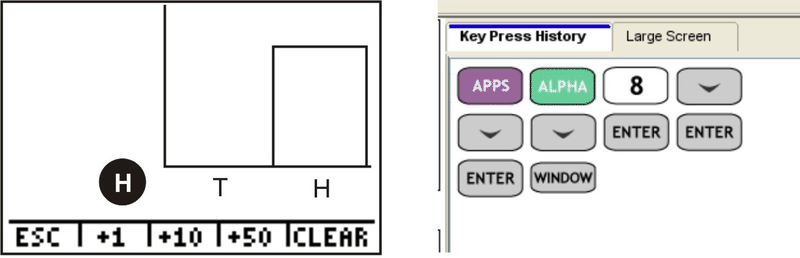 H T H
ESC +1 +10 +50 CLEAR
Key Press History Large Screen
APPS ALPHA 8
ENTER ENTER
ENTER WINDOW